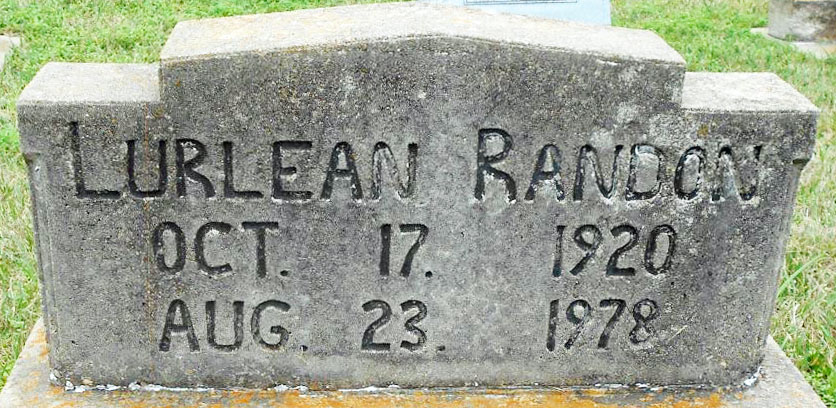 LURLEAN RANDON
OCT. 17. 1920
AUG. 23. 1978